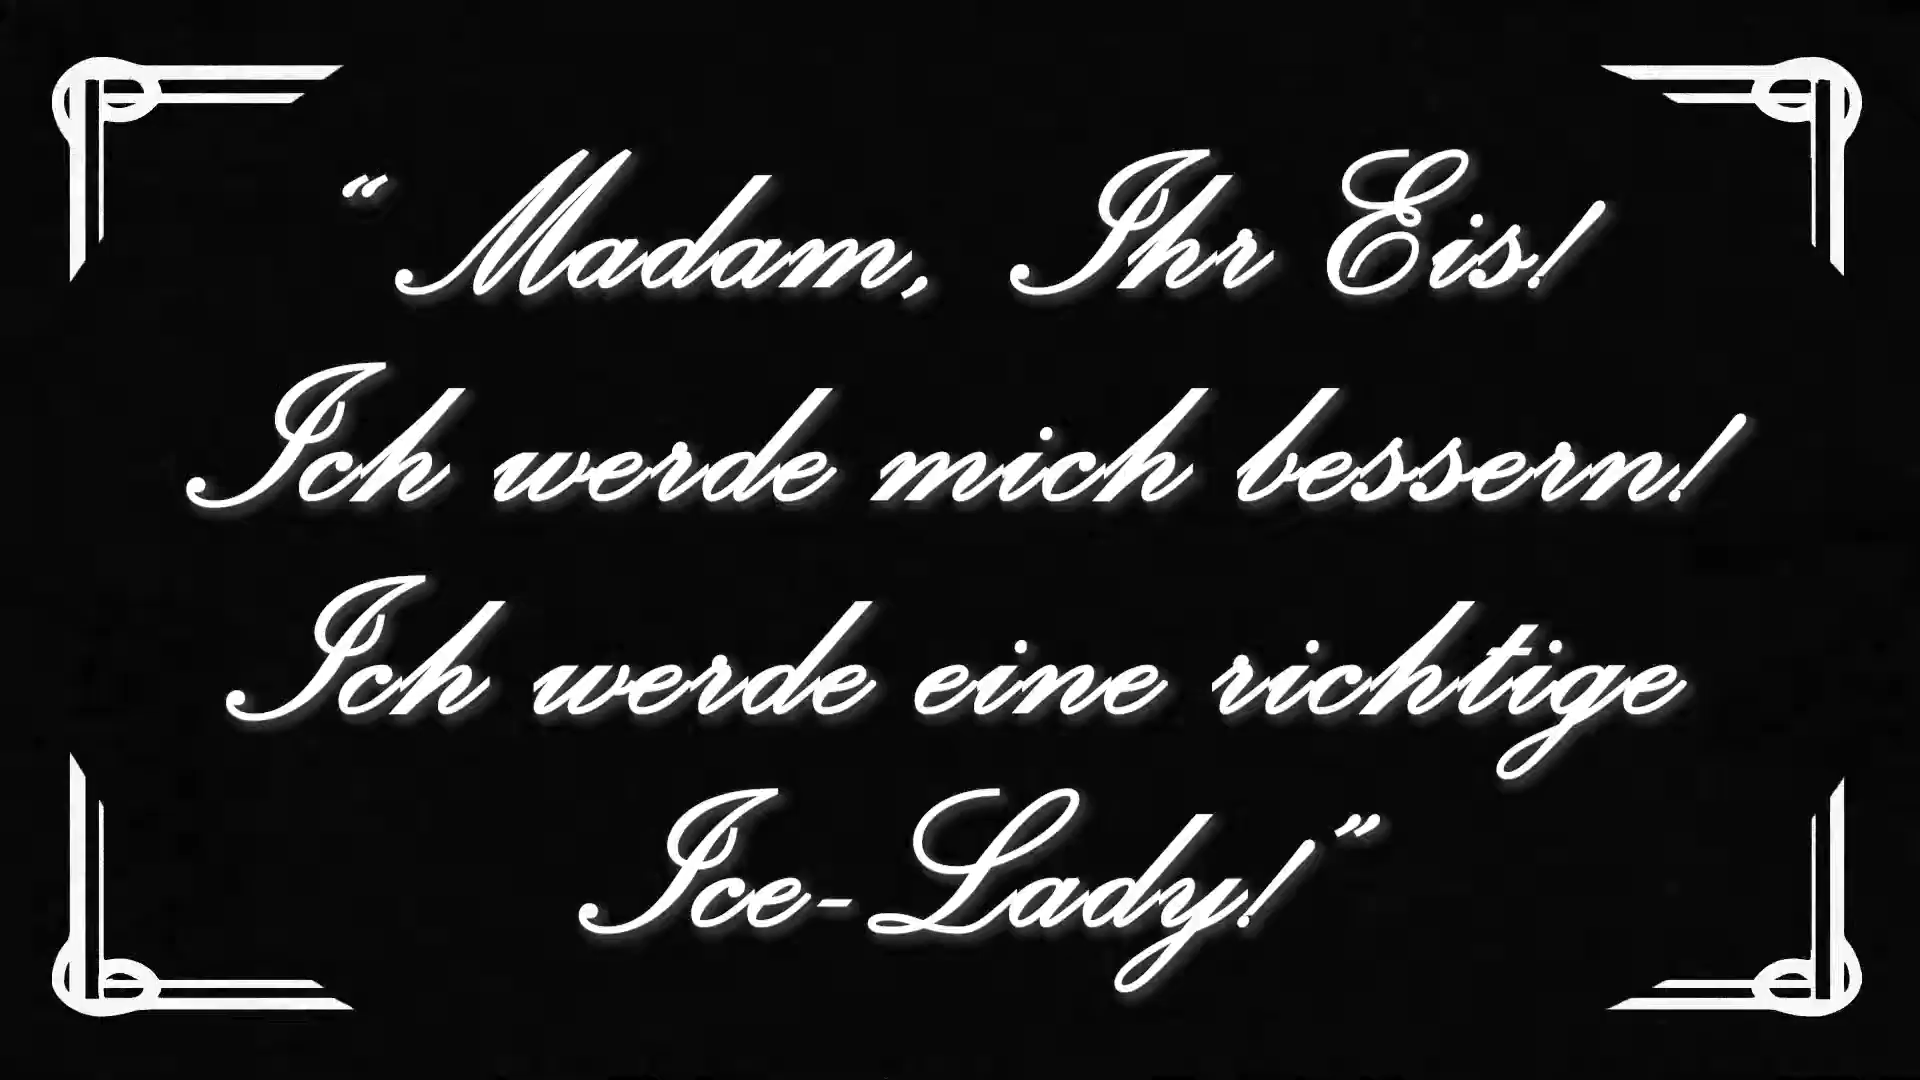 “Madam, Ihr Eis!
Ich werde mich bessern!
Ich werde eine richtige
Ice-Lady!”